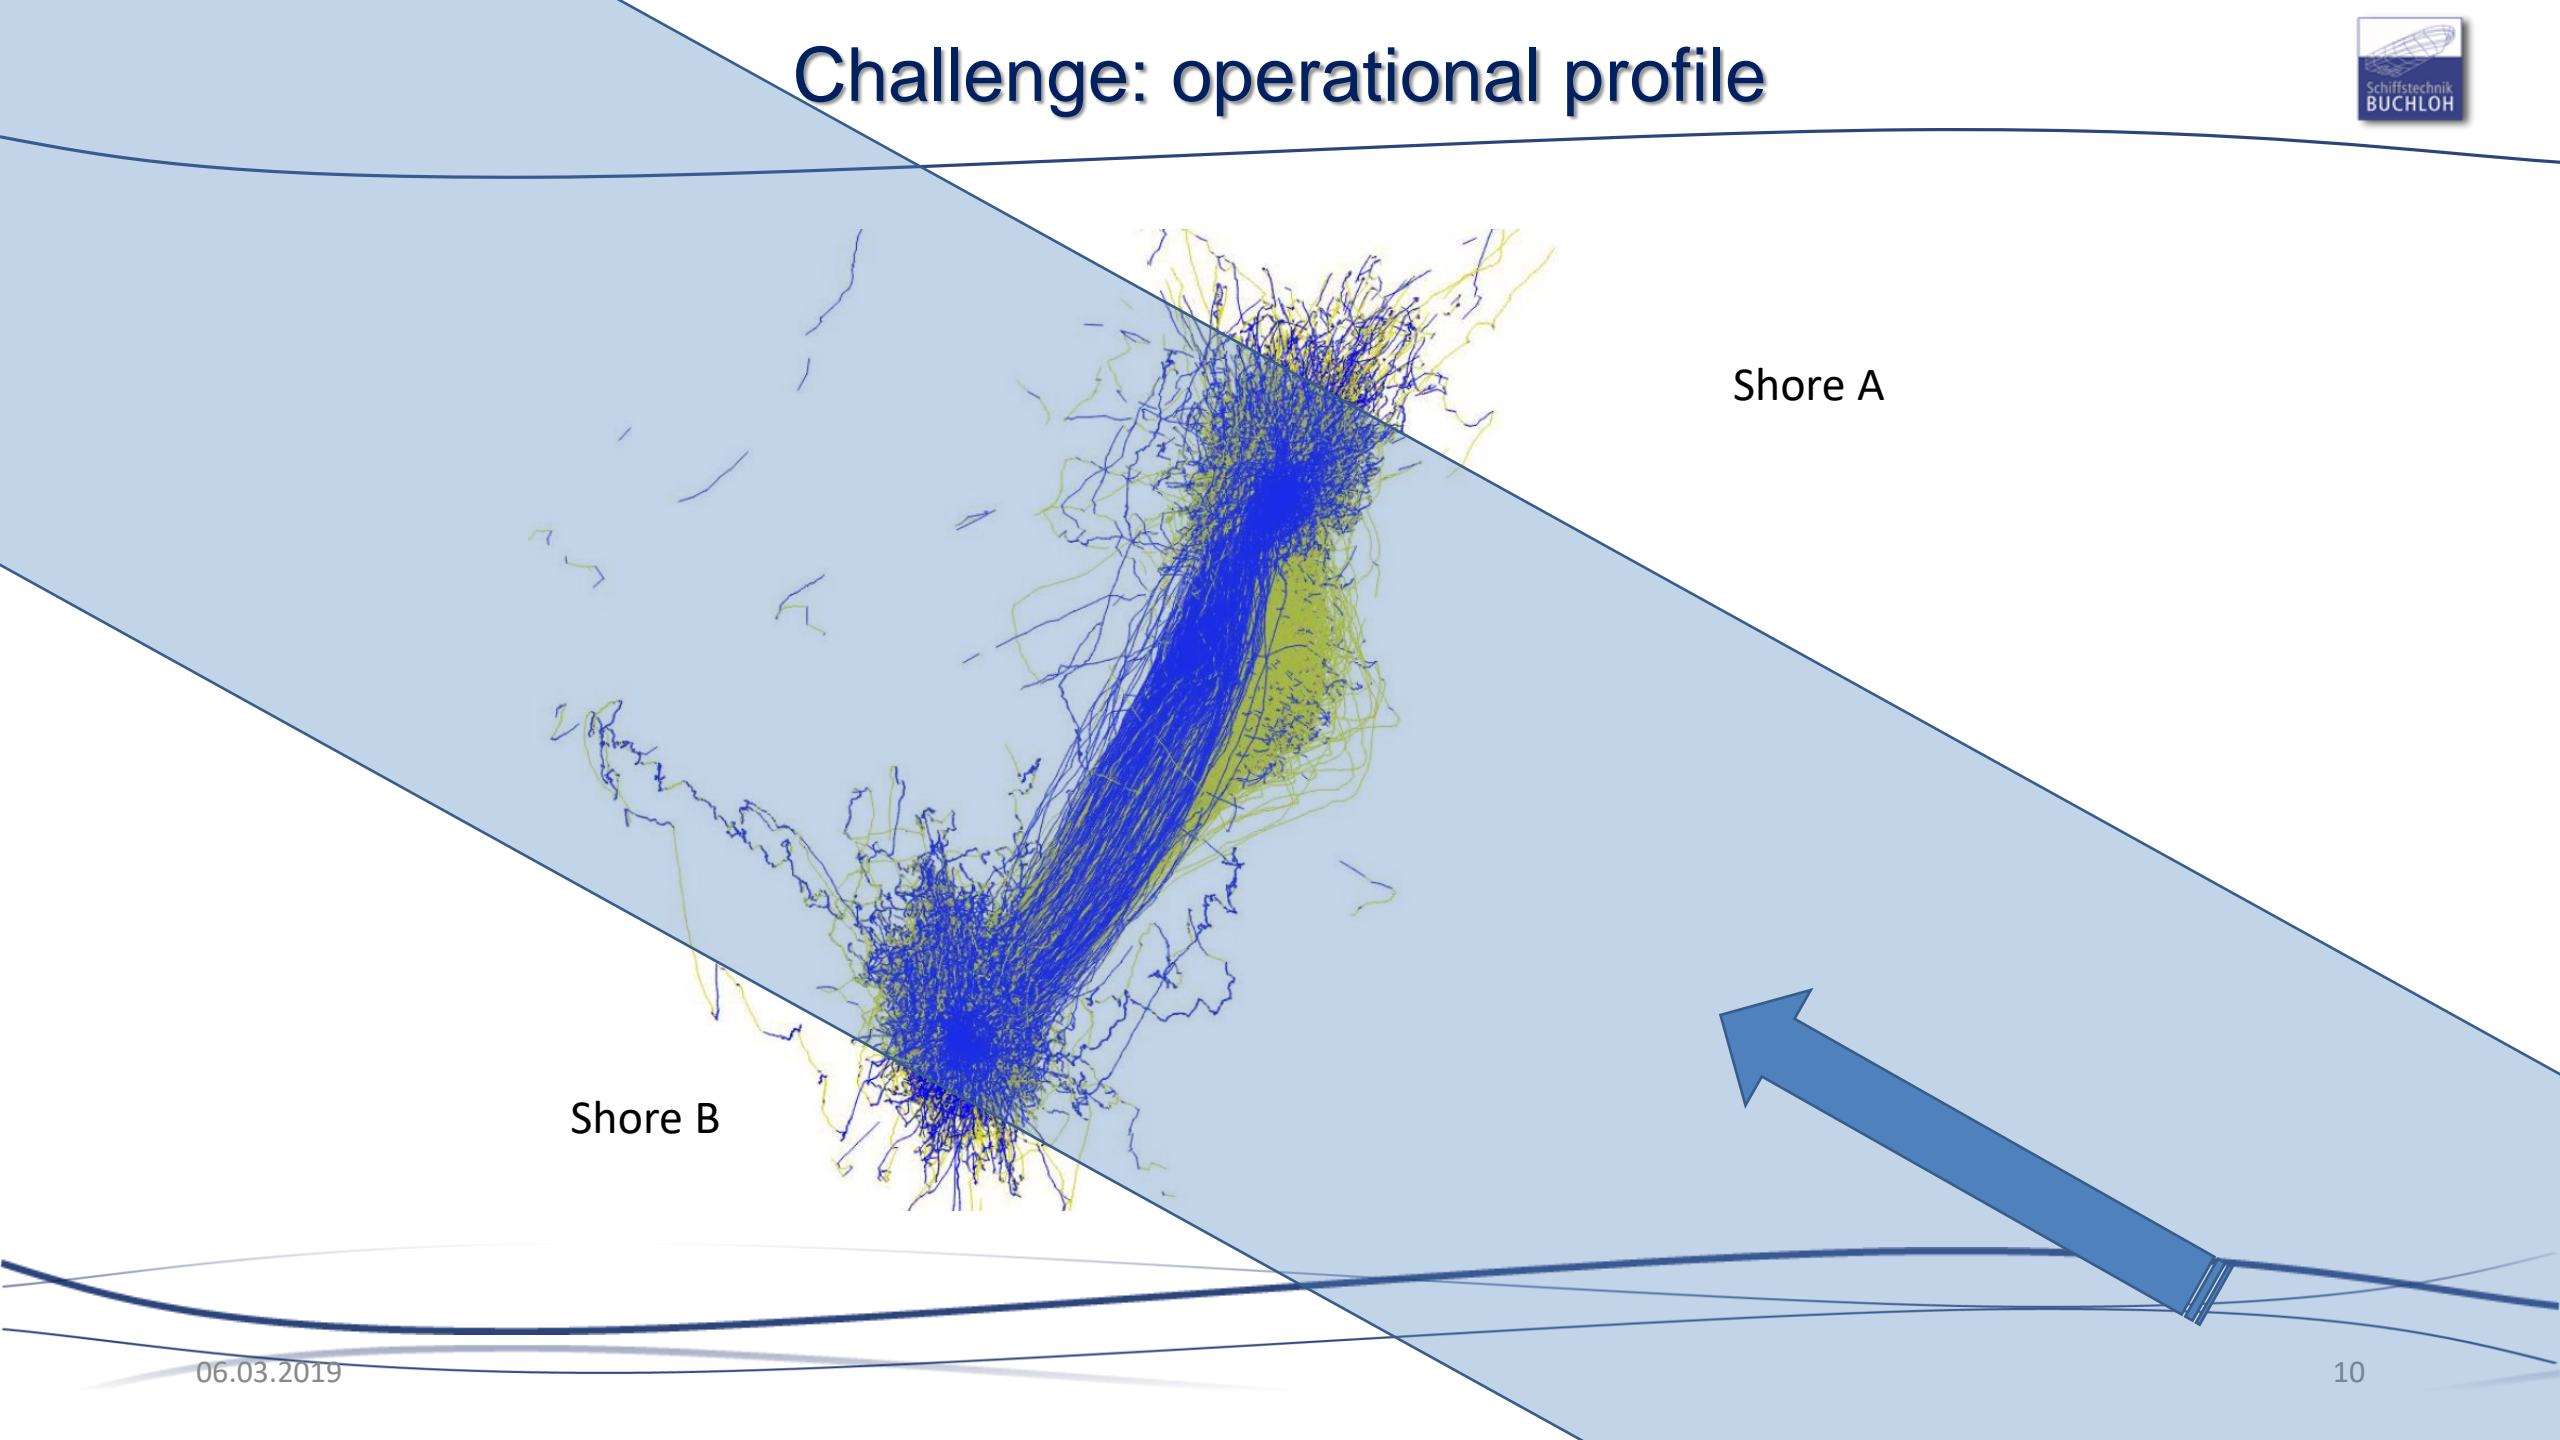 Challenge: operational profile
Schiffstechnik
BUCHLOH
Shore A
Shore B
06.03.2019
10